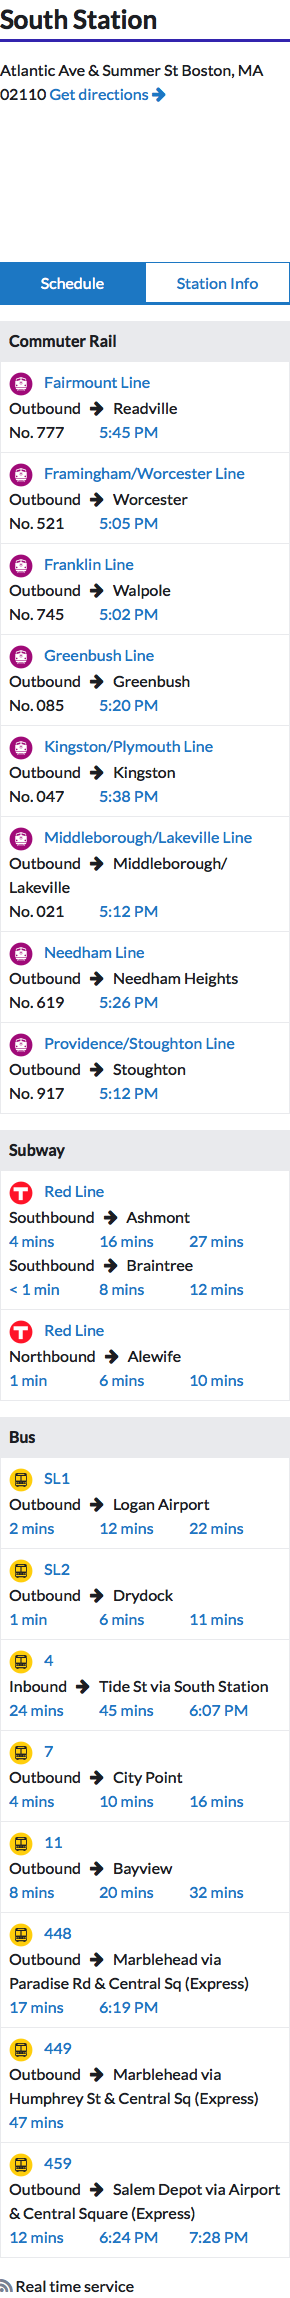 South Station
Atlantic Ave & Summer St Boston, MA
02110 Get directions
Schedule
Station Info
Commuter Rail
Fairmount Line
Outbound Readville
No. 777 5:45 PM
Framingham/Worcester Line
Outbound Worcester
No. 521 5:05 PM
Franklin Line
Outbound Walpole
No. 745 5:02 PM
Greenbush Line
Outbound Greenbush
No. 085 5:20 PM
Kingston/Plymouth Line
Outbound Kingston
No. 047 5:38 PM
Middleborough/Lakeville Line
Outbound Middleborough/
Lakeville
No. 021 5:12 PM
Needham Line
Outbound Needham Heights
No. 619 5:26 PM
Providence/Stoughton Line
Outbound Stoughton
No. 917 5:12 PM
Subway
T Red Line
Southbound Ashmont
4 mins 16 mins 27 mins
Southbound Braintree
< 1 min 8 mins 12 mins
T Red Line
Northbound Alewife
1 min 6 mins 10 mins
Bus
SL1
Outbound Logan Airport
2 mins 12 mins 22 mins
SL2
Outbound Drydock
1 min 6 mins 11 mins
4
Inbound Tide St via South Station
24 mins 45 mins 6:07 PM
7
Outbound City Point
4 mins 10 mins 16 mins
11
Outbound Bayview
8 mins 20 mins 32 mins
448
Outbound Marblehead via
Paradise Rd & Central Sq (Express)
17 mins 6:19 PM
449
Outbound Marblehead via
Humphrey St & Central Sq (Express)
47 mins
459
Outbound Salem Depot via Airport
& Central Square (Express)
12 mins 6:24 PM 7:28 PM
Real time service